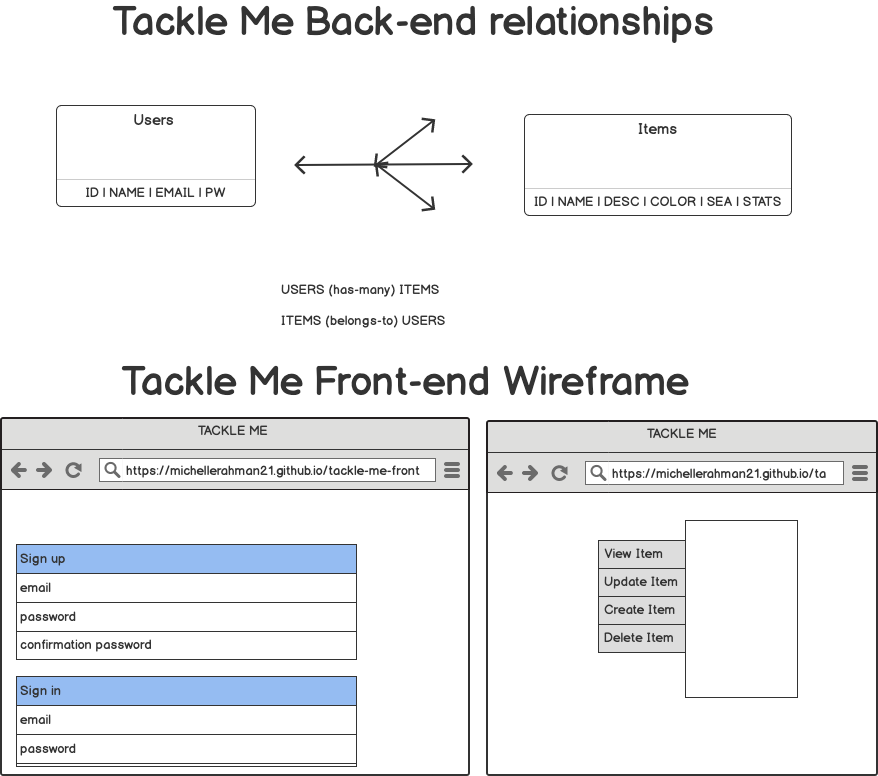 Tackle Me Back-end relationships
Users
ID | NAME | EMAIL | PW
Items
ID | NAME | DESC | COLOR | SEA | STATS
USERS (has-many) ITEMS
ITEMS (belongs-to) USERS
Tackle Me Front-end Wireframe
TACKLE ME
https://michellerahman21.github.io/tackle-me-front
Sign up
email
password
confirmation password
Sign in
email
password
TACKLE ME
https://michellerahman21.github.io/ta
View Item
Update Item
Create Item
Delete Item